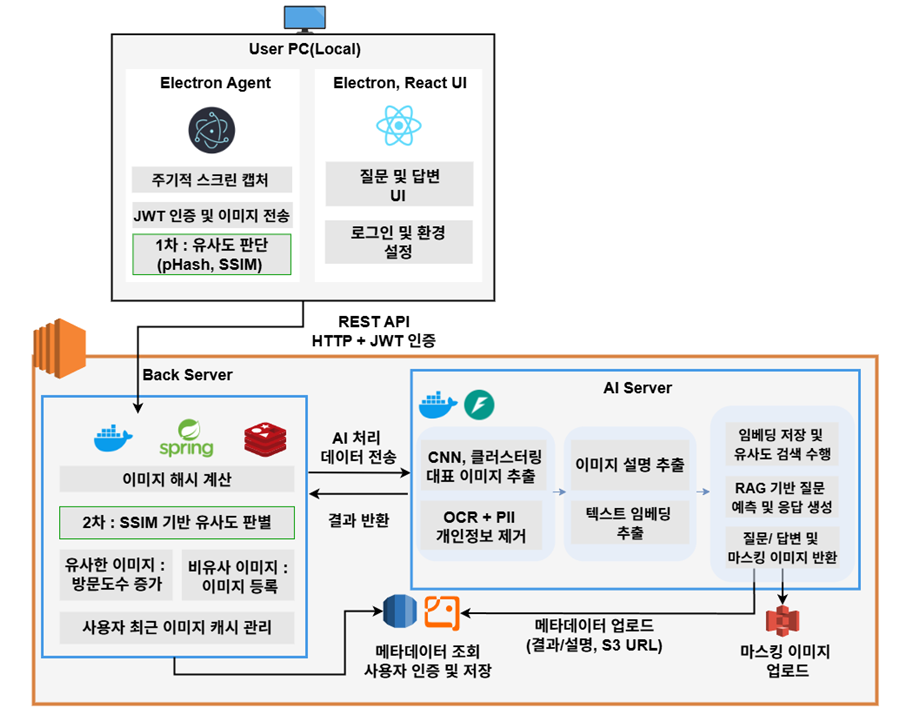 User PC(Local)
Electron Agent
주기적 스크린 캡처
JWT 인증 및 이미지 전송
1차 : 유사도 판단
(pHash, SSIM)
Electron, React UI
질문 및 답변
UI
로그인 및 환경
설정
REST API
HTTP + JWT 인증
Back Server
spring
이미지 해시 계산
2차 : SSIM 기반 유사도 판별
유사한 이미지 :
방문도수 증가
비유사 이미지 :
이미지 등록
사용자 최근 이미지 캐시 관리
AI 처리
데이터 전송
결과 반환
AI Server
CNN, 클러스터링
대표 이미지 추출
OCR + PII
개인정보 제거
이미지 설명 추출
텍스트 임베딩
추출
임베딩 저장 및
유사도 검색 수행
RAG 기반 질문
예측 및 응답 생성
질문/ 답변 및
마스킹 이미지 반환
메타데이터 조회
사용자 인증 및 저장
메타데이터 업로드
(결과/설명, S3 URL)
마스킹 이미지
업로드